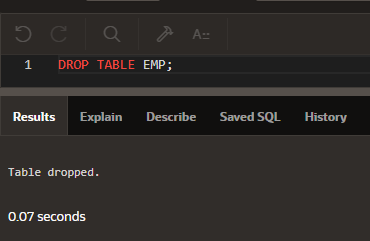 A::
1 DROP TABLE EMP;
Results Explain Describe Saved SQL History
Table dropped.
0.07 seconds